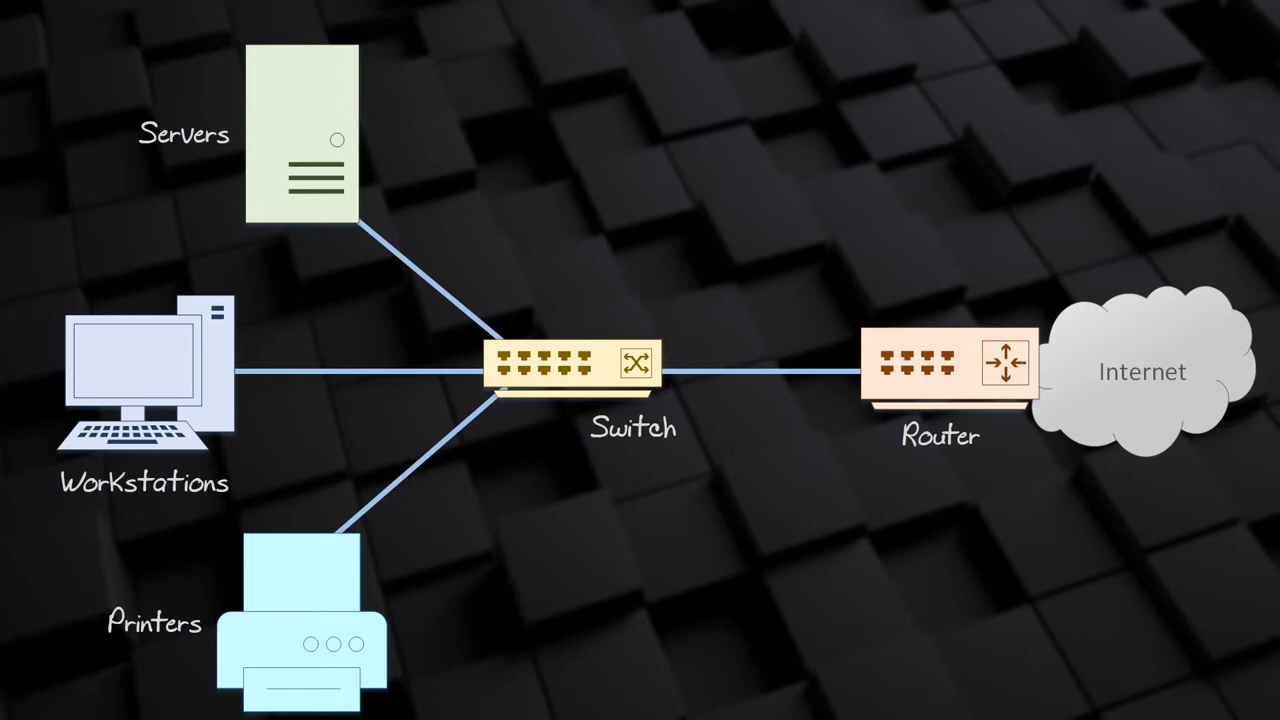 Servers
Internet
Switch
Router
Workstations
Printers